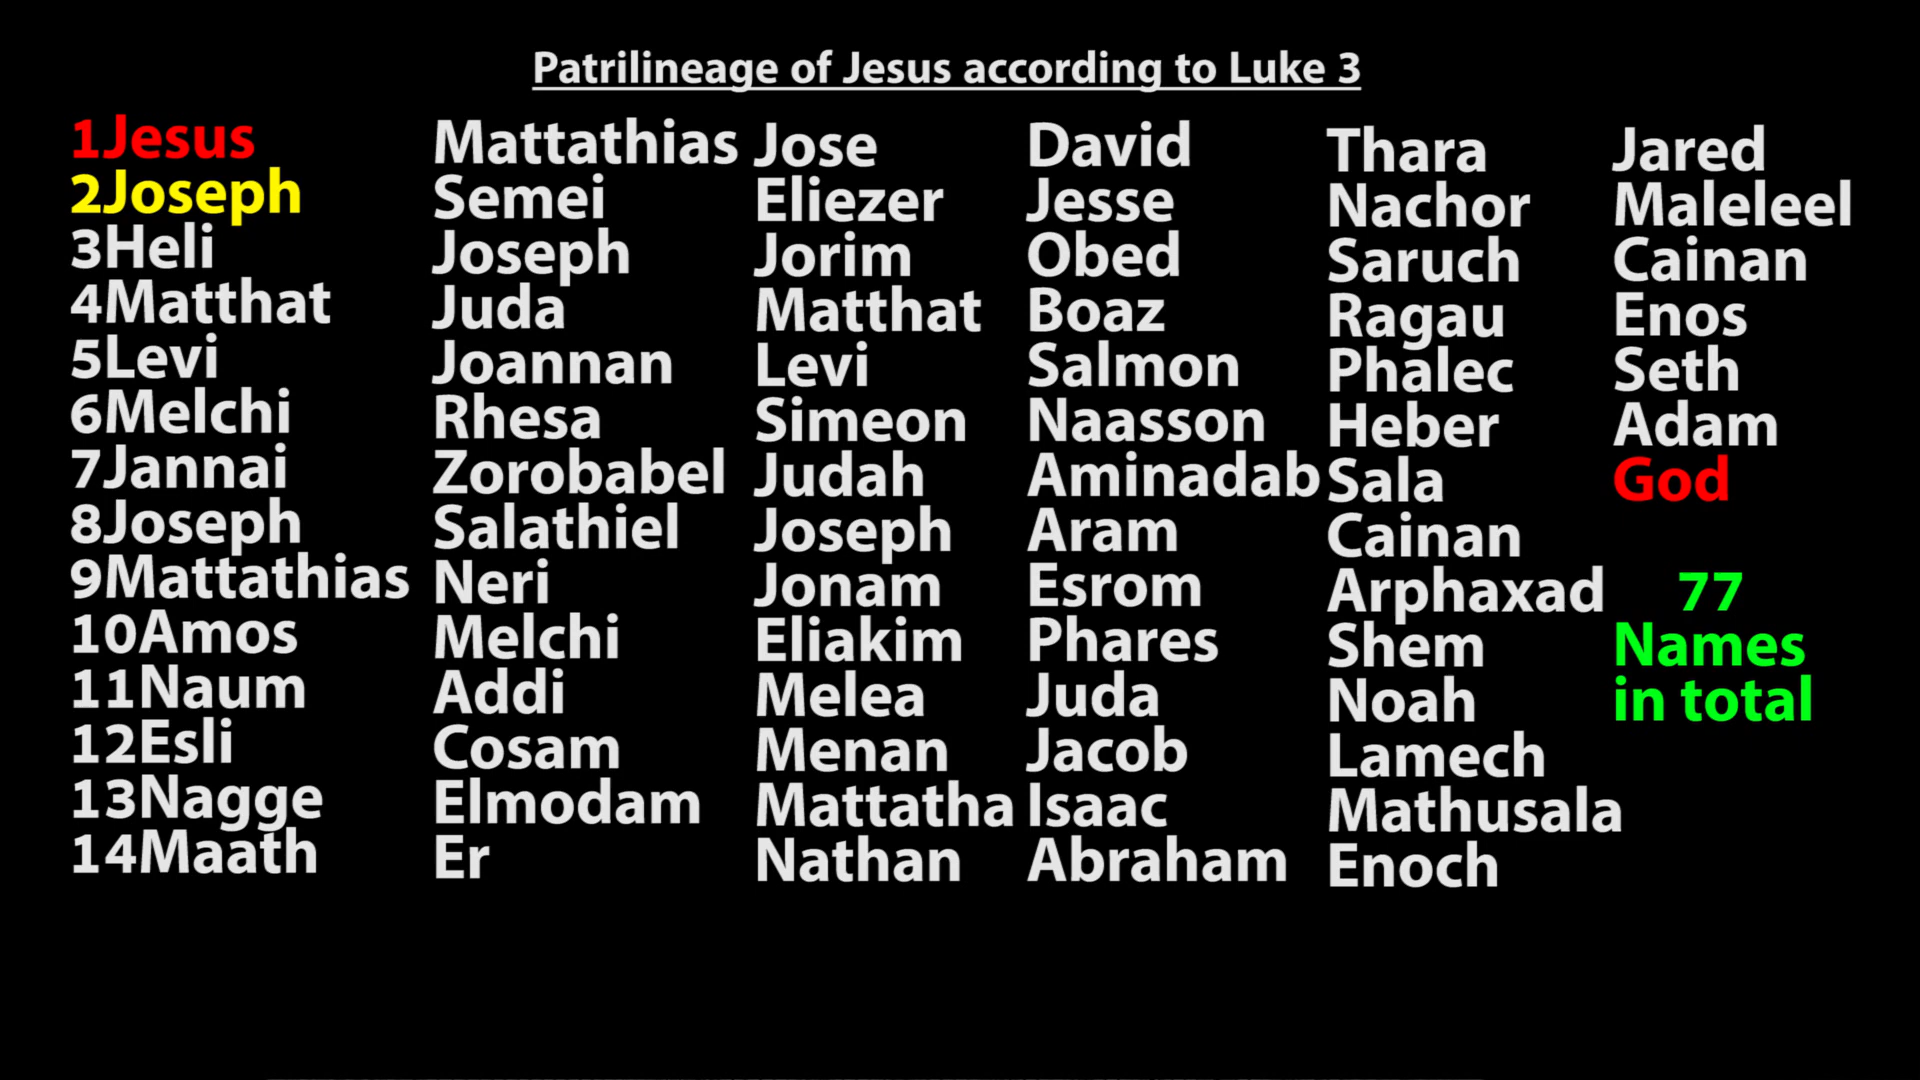 Patrilineage of Jesus according to Luke 3
1Jesus
2Joseph
3Heli
4Matthat
5Levi
6Melchi
7Jannai
8Joseph
9Mattathias
10Amos
11Naum
12Esli
13Nagge
14Maath
Mattathias
Semei
Joseph
Juda
Joannan
Rhesa
Zorobabel
Salathiel
Neri
Melchi
Addi
Cosam
Elmodam
Er
Jose
Eliezer
Jorim
Matthat
Levi
Simeon
Judah
Joseph
Jonam
Eliakim
Melea
Menan
Mattatha
Nathan
David
Jesse
Obed
Boaz
Salmon
Naasson
Aminadab
Aram
Esrom
Phares
Juda
Jacob
Isaac
Abraham
Thara
Nachor
Saruch
Ragau
Phalec
Heber
Sala
Cainan
Arphaxad
Shem
Noah
Lamech
Mathusala
Enoch
Jared
Maleleel
Cainan
Enos
Seth
Adam
God
77
Names
in total